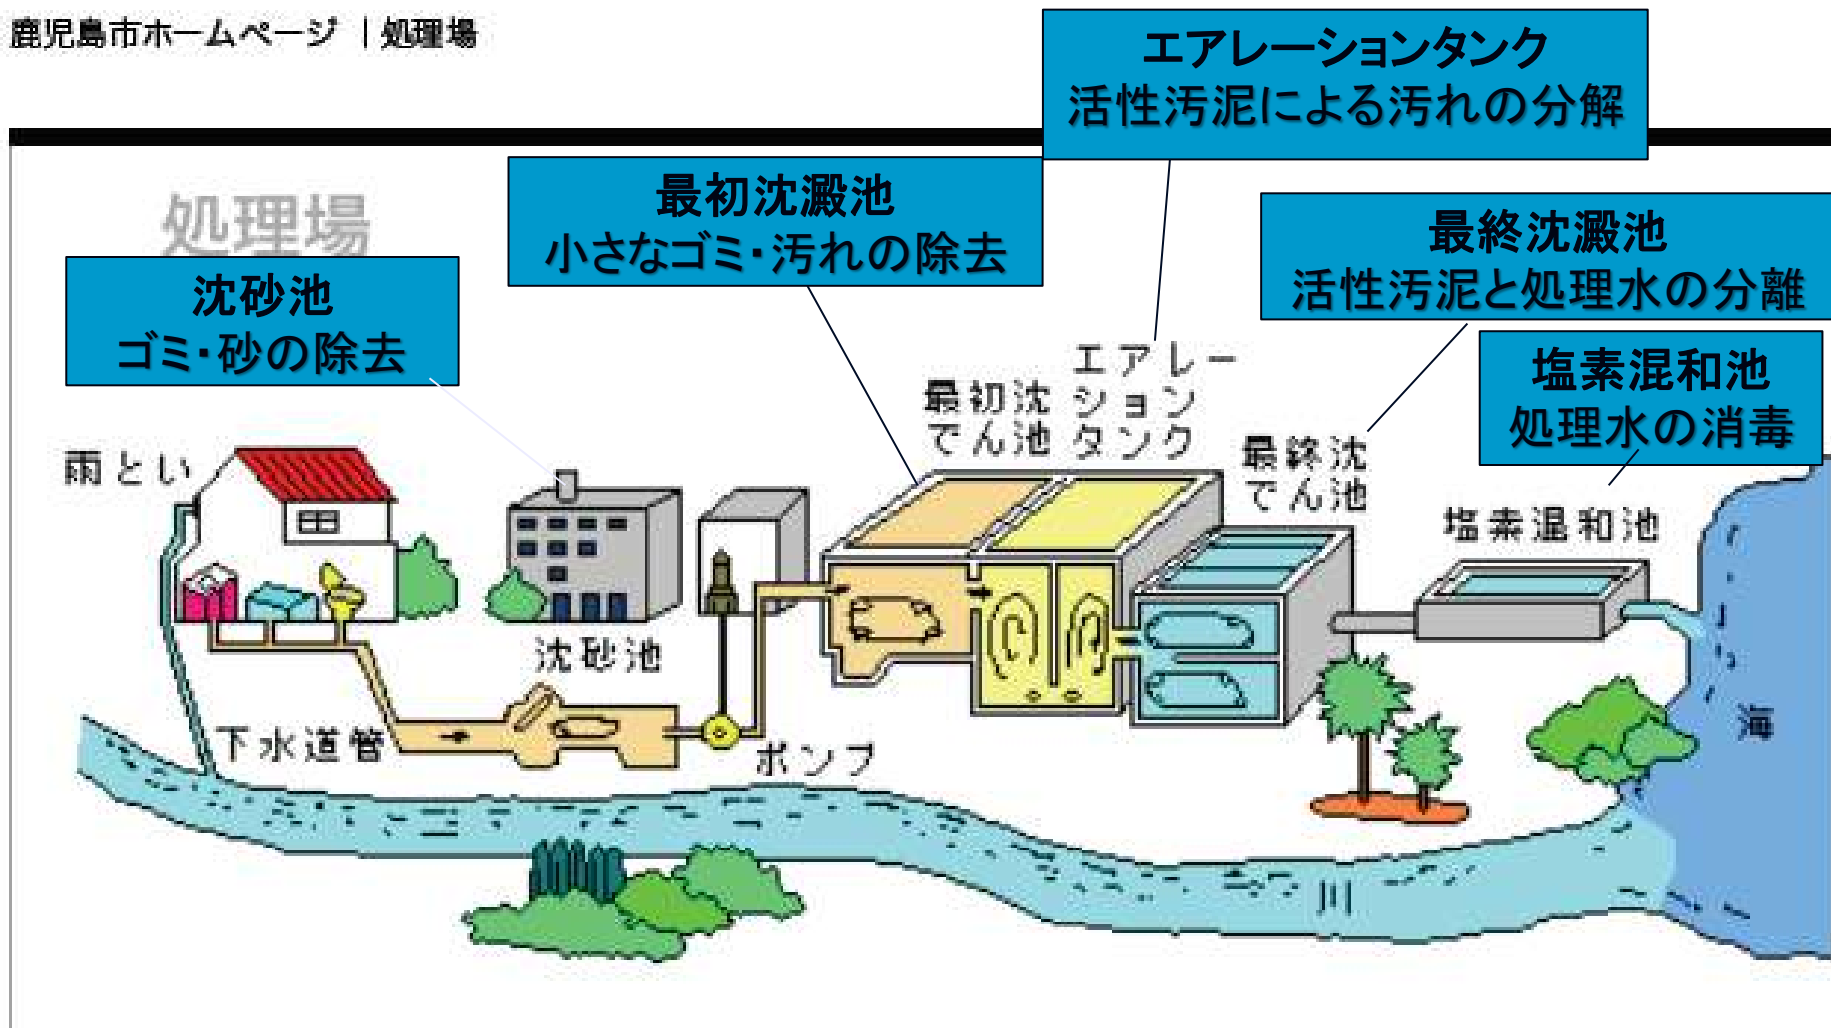 鹿児島市ホームページ | 処理場
エアレーションタンク
活性汚泥による汚れの分解
最初沈澱池
小さなゴミ・汚れの除去
処理場
最終沈澱池
活性汚泥と処理水の分離
沈砂池
ゴミ・砂の除去
塩素混和池
処理水の消毒
エアレー
ション
タンク
最初沈
でん池
最終沈
でん池
雨とい
塩素混和池
沈砂池
下水道管
ポンプ
海
川